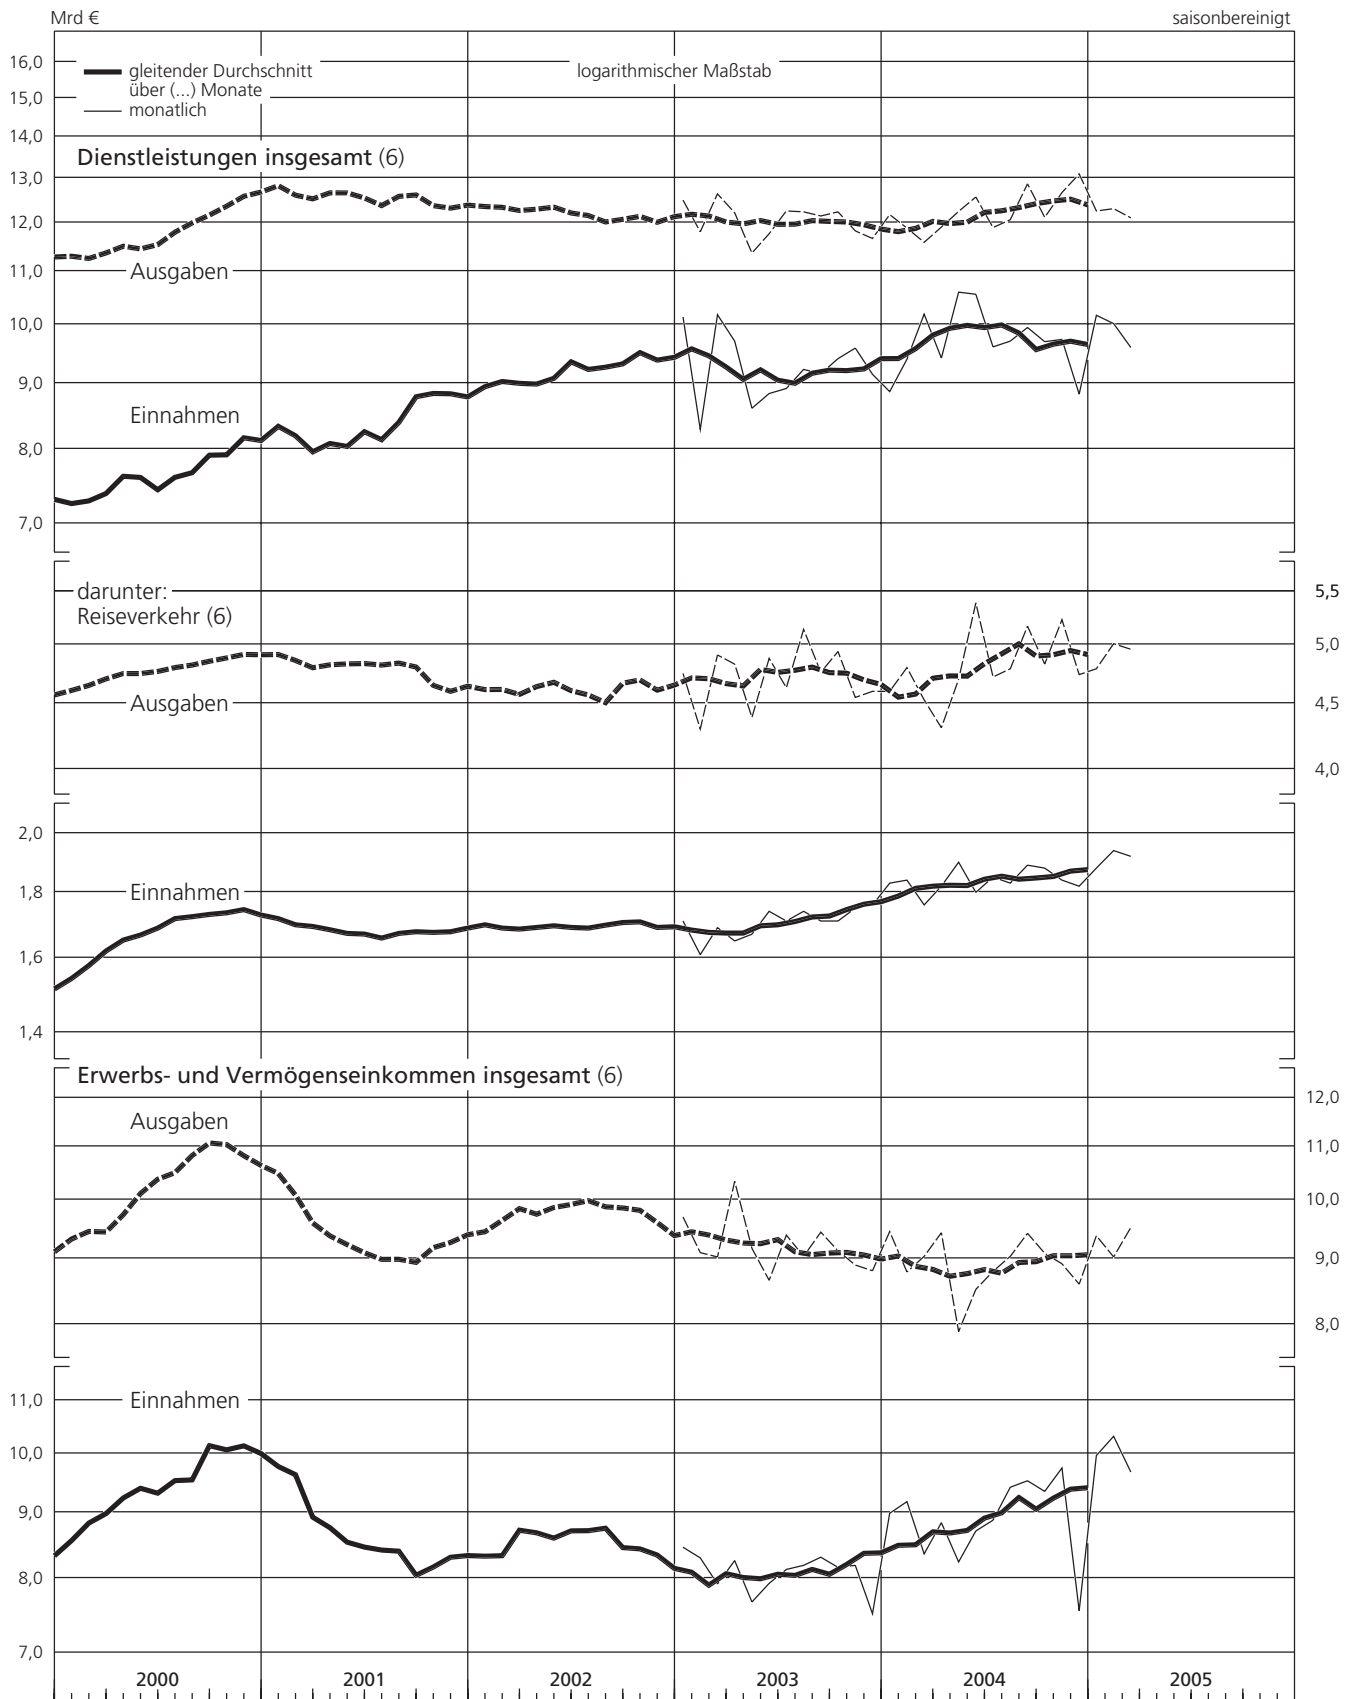 Mrd €
saisonbereinigt
16,0
gleitender Durchschnitt
über (...) Monate
monatlich
logarithmischer Maßstab
15,0
14,0
Dienstleistungen insgesamt (6)
13,0
12,0
11,0
Ausgaben
10,0
9,0
Einnahmen
8,0
7,0
darunter:
Reiseverkehr (6)
5,5
5,0
Ausgaben
4,5
4,0
2,0
1,8
Einnahmen
1,6
1,4
Erwerbs- und Vermögenseinkommen insgesamt (6)
12,0
Ausgaben
11,0
10,0
9,0
8,0
11,0
Einnahmen
10,0
9,0
8,0
7,0
2000 2001 2002 2003 2004 2005